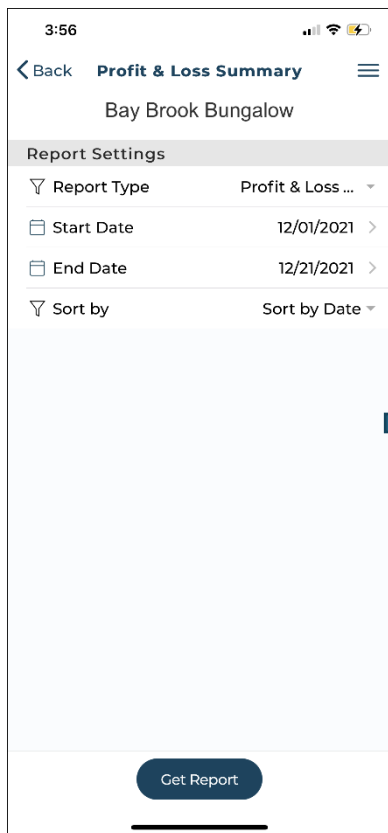 3:56
Back Profit & Loss Summary
Bay Brook Bungalow
Report Settings
Report Type Profit & Loss ...
Start Date 12/01/2021
End Date 12/21/2021
Sort by Sort by Date
Get Report